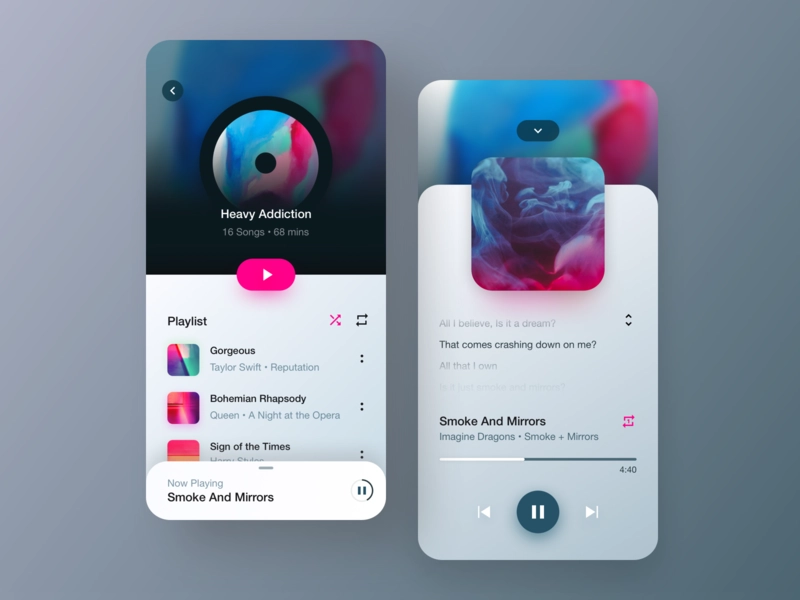 Heavy Addiction
16 Songs • 68 mins
Playlist
Gorgeous
Taylor Swift • Reputation
Bohemian Rhapsody
Queen • A Night at the Opera
Sign of the Times
Harry Styles
Now Playing
Smoke And Mirrors
All I believe, Is it a dream?
That comes crashing down on me?
All that I own
Is it just smoke and mirrors?
Smoke And Mirrors
Imagine Dragons • Smoke + Mirrors
4:40